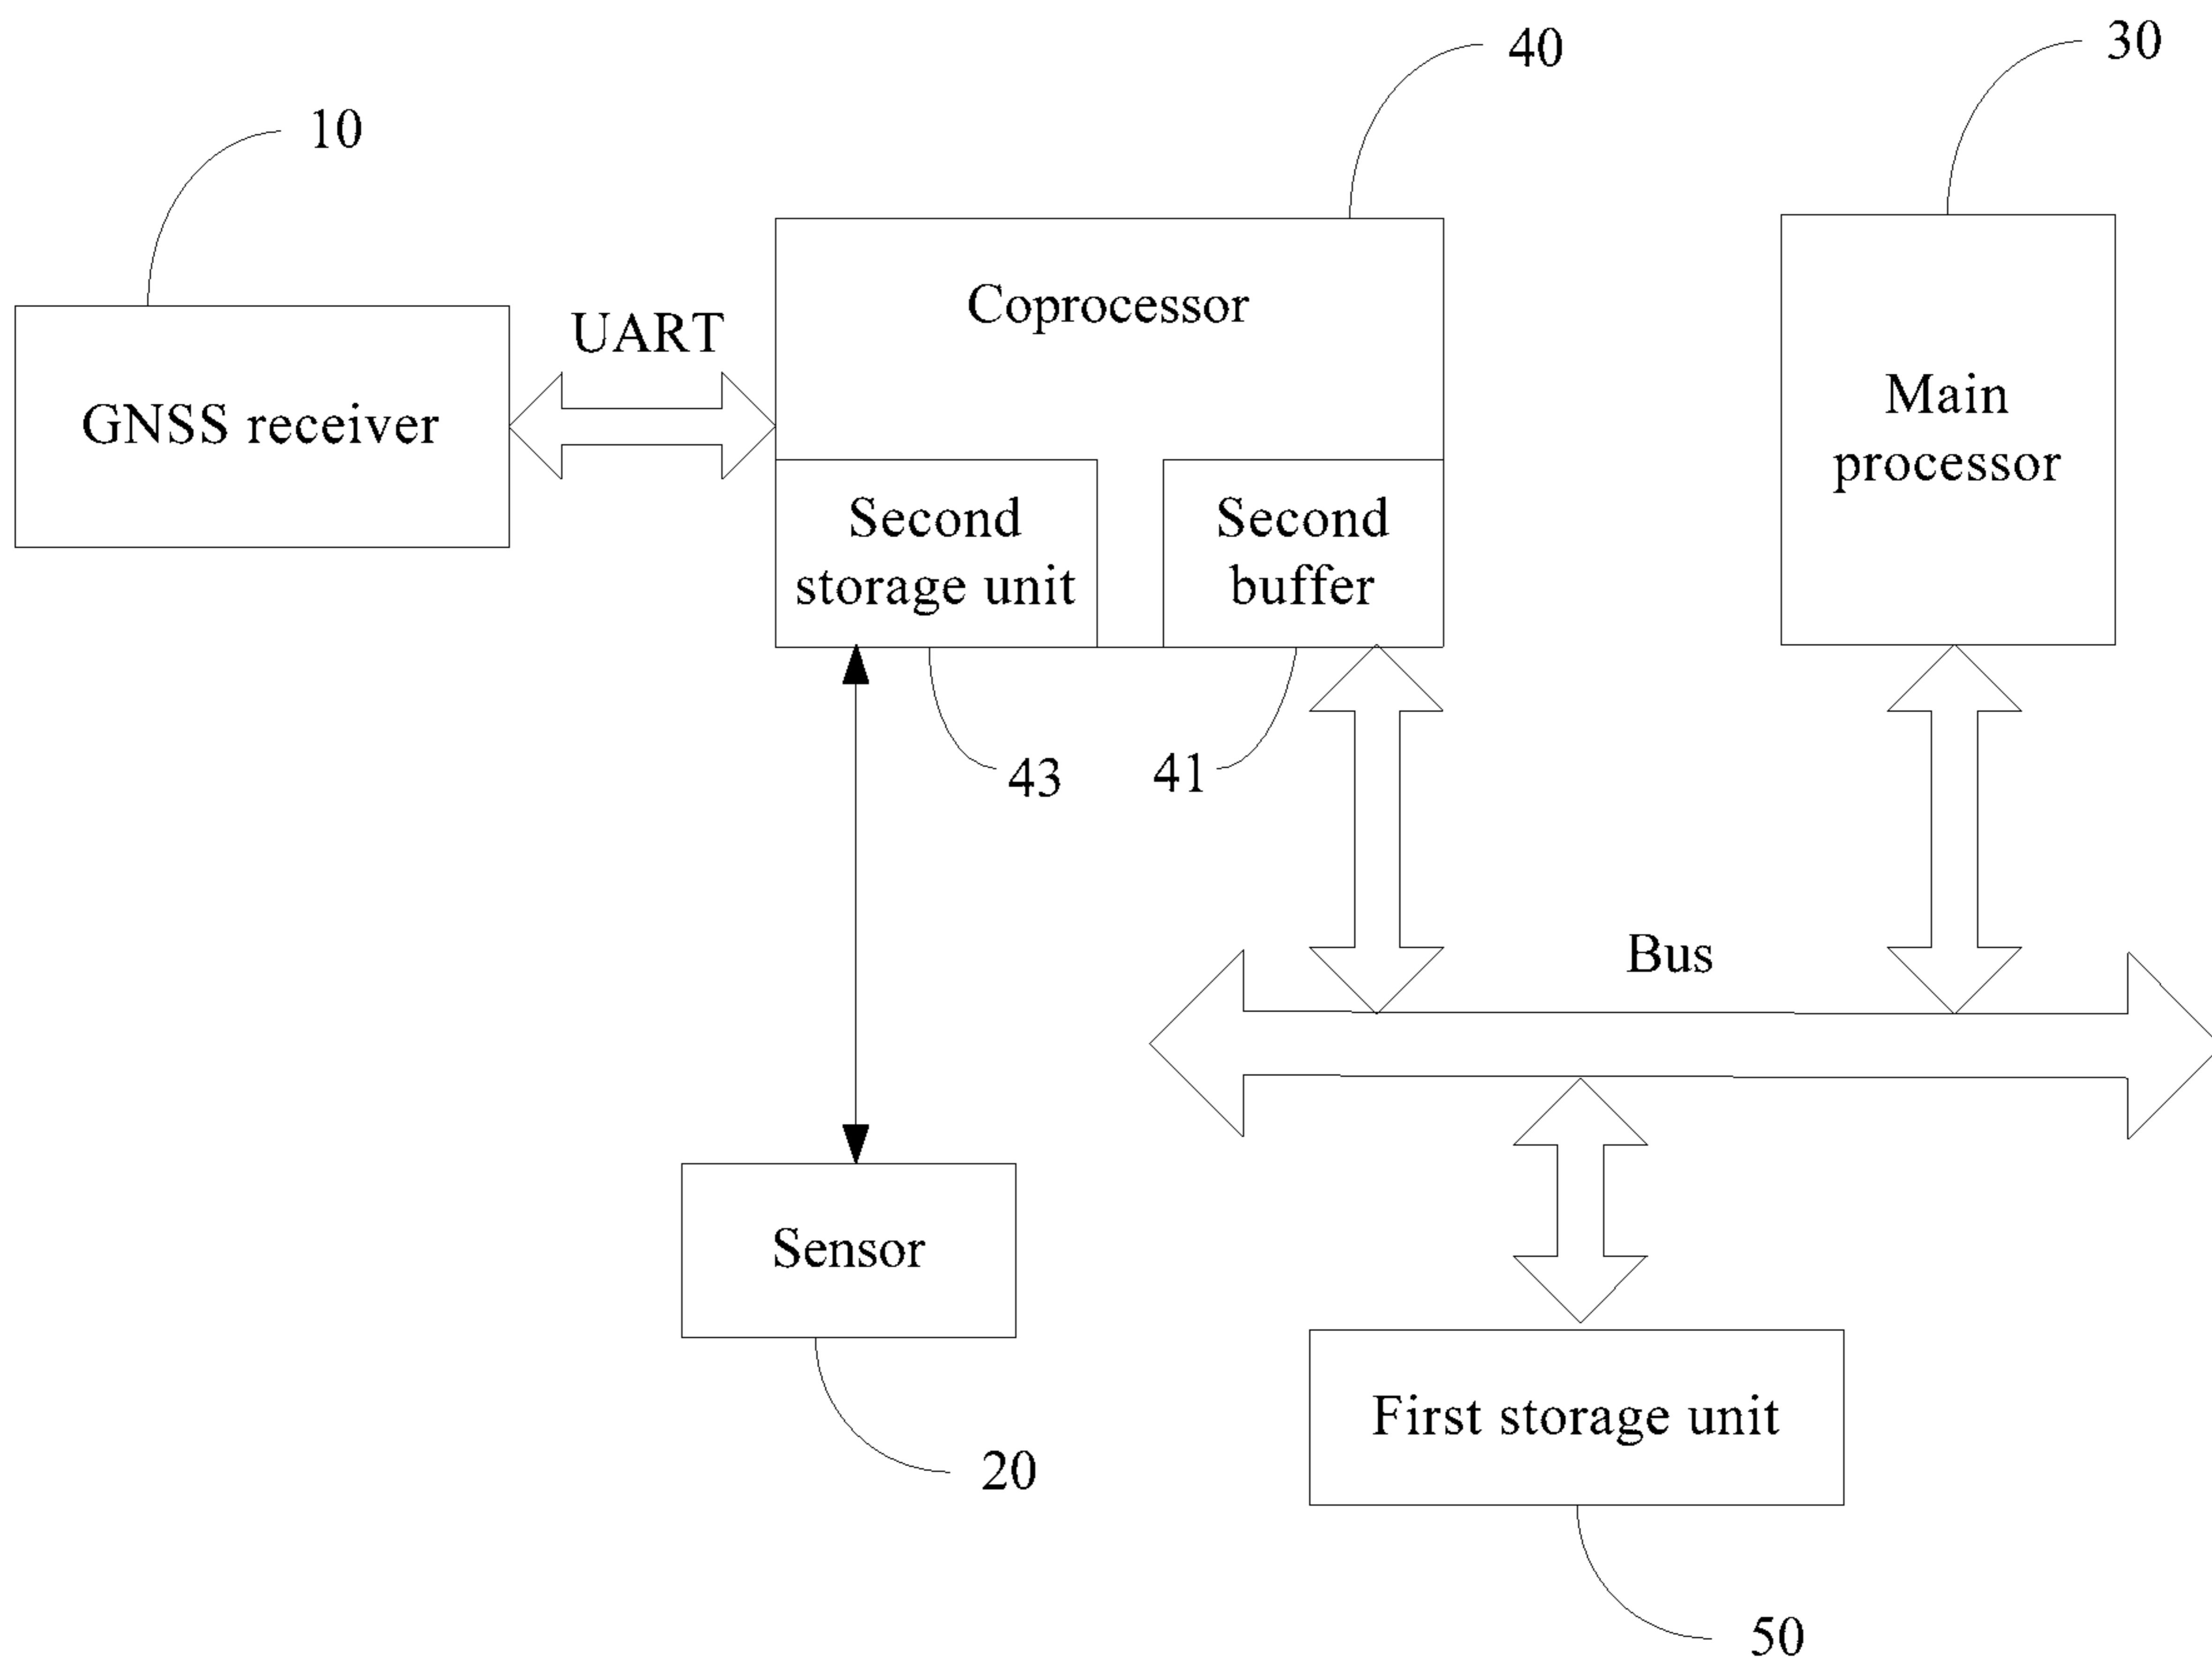 40
30
10
Coprocessor
UART
GNSS receiver
Main
processor
Second
storage unit
Second
buffer
43
41
Bus
Sensor
First storage unit
20
50